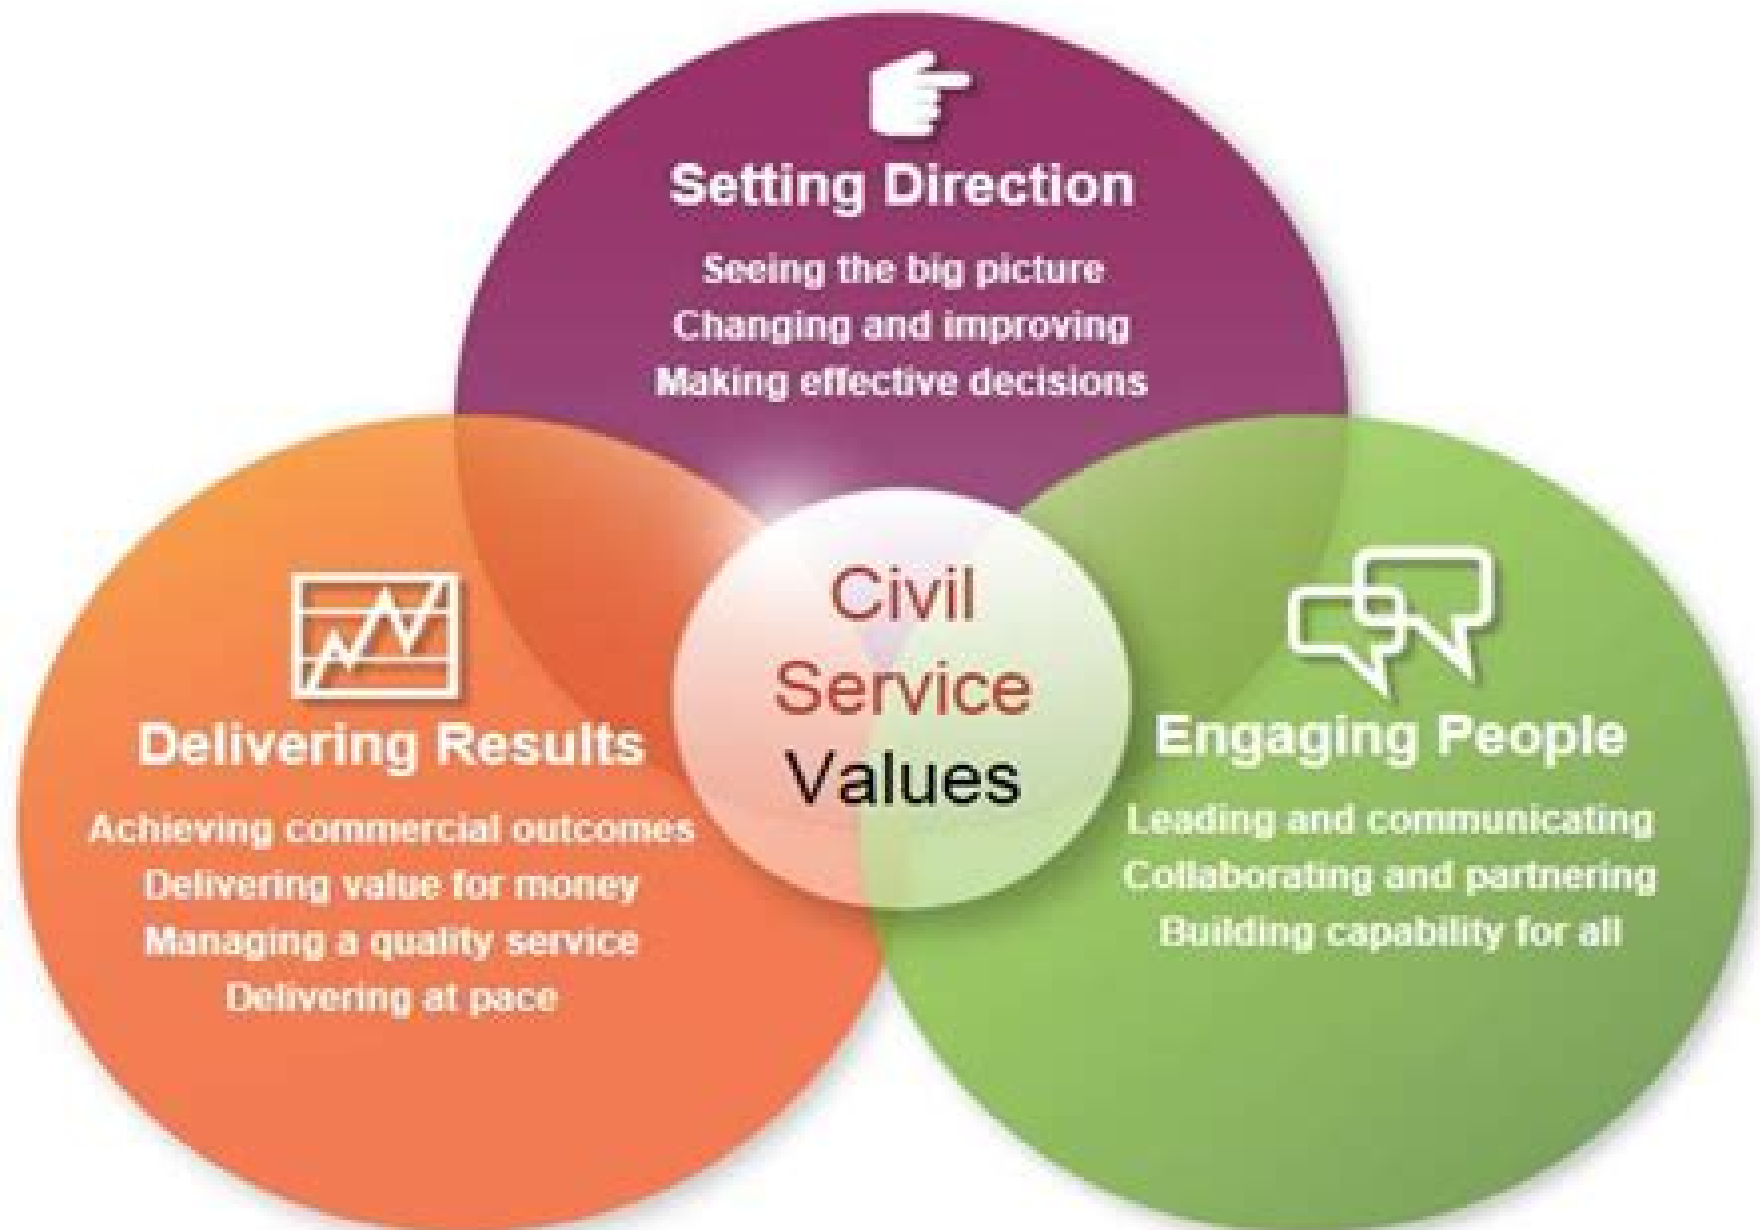 Setting Direction
Seeing the big picture
Changing and improving
Making effective decisions
Civil
Service
Values
Delivering Results
Achieving commercial outcomes
Delivering value for money
Managing a quality service
Delivering at pace
Engaging People
Leading and communicating
Collaborating and partnering
Building capability for all